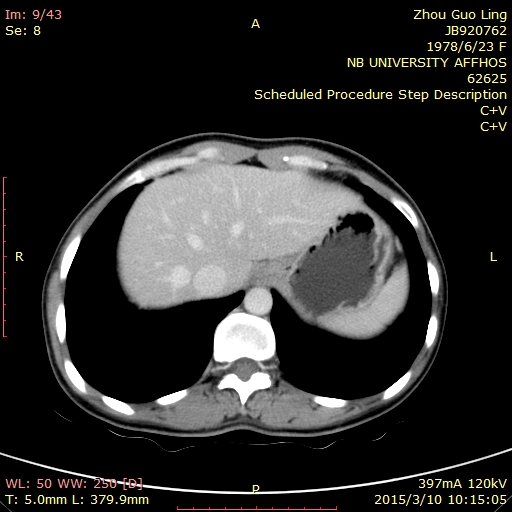 Im: 9/43
Se: 8
A
Zhou Guo Ling
JB920762
1978/6/23 F
NB UNIVERSITY AFFHOS
62625
Scheduled Procedure Step Description
C+V
C+V
R
L
WL: 50 WW: 250 [D]
T: 5.0mm L: 379.9mm
P
397mA 120kV
2015/3/10 10:15:05